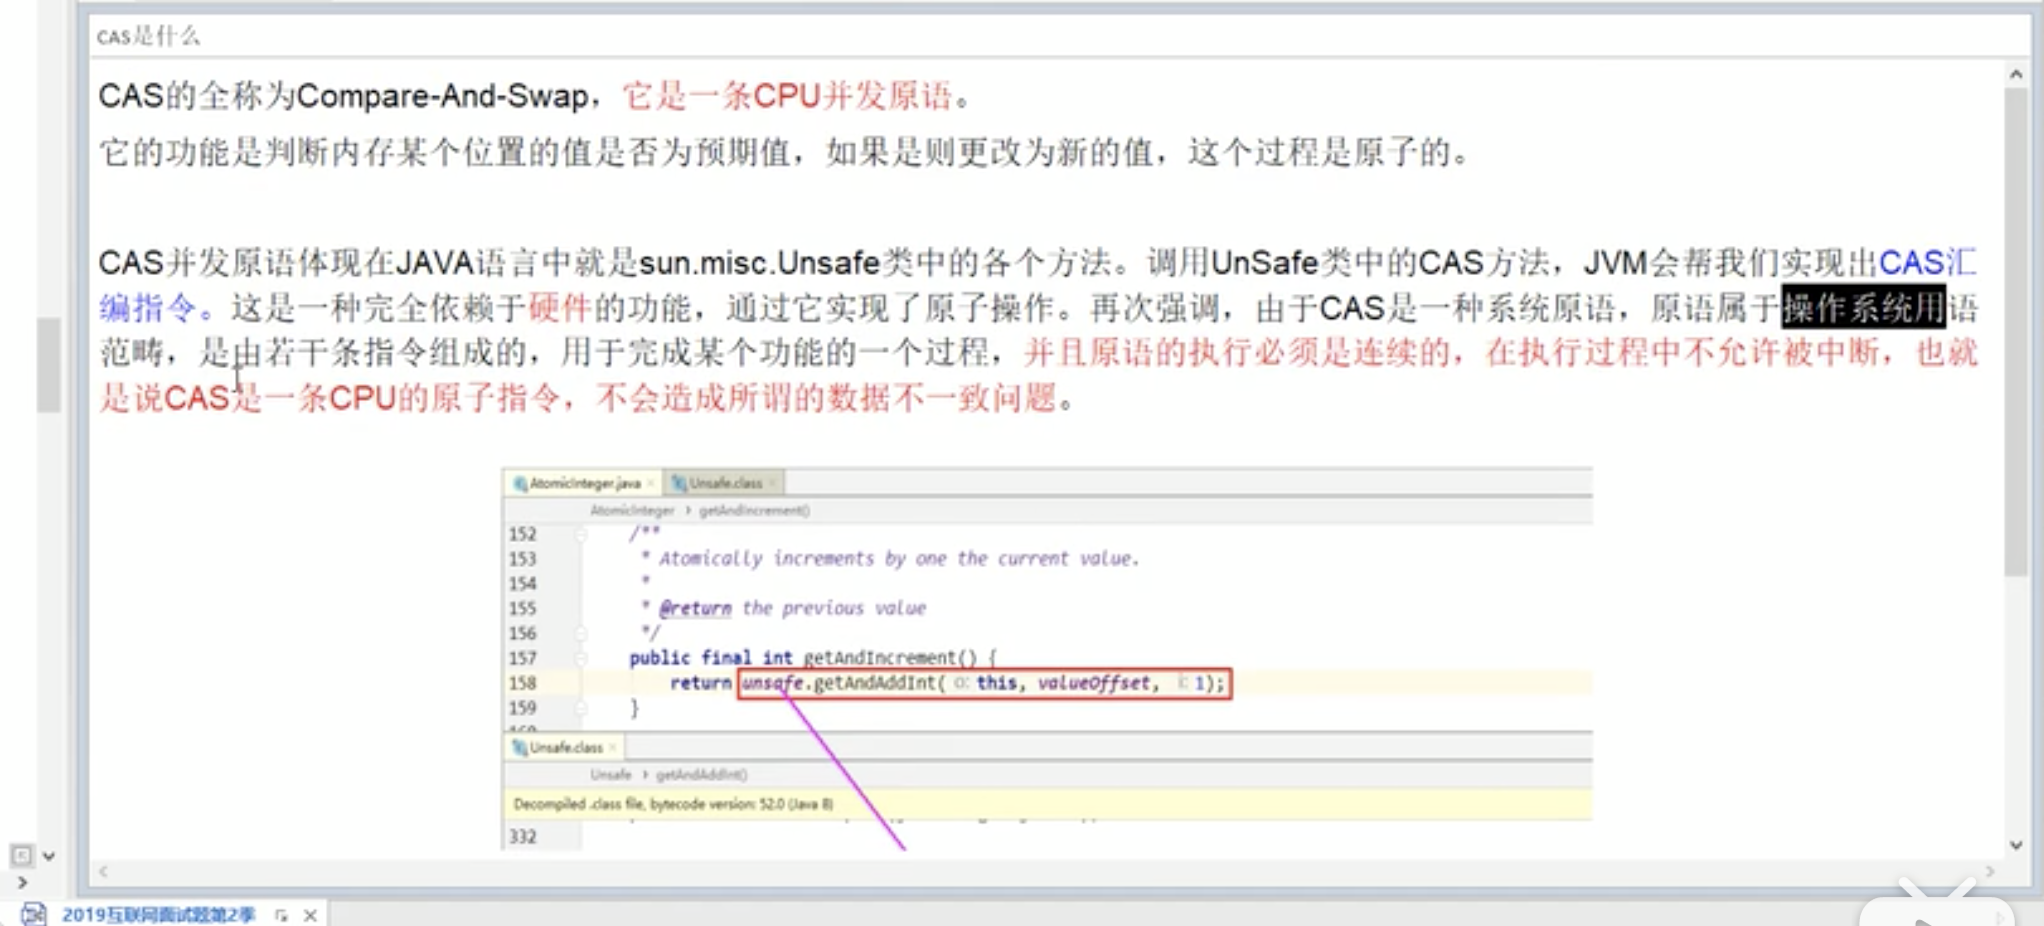 CAS是什么
CAS的全称为Compare-And-Swap，它是一条CPU并发原语。
它的功能是判断内存某个位置的值是否为预期值，如果是则更改为新的值，这个过程是原子的。
CAS并发原语体现在JAVA语言中就是sun.misc.Unsafe类中的各个方法。调用UnSafe类中的CAS方法，JVM会帮我们实现出CAS汇
编指令。这是一种完全依赖于硬件的功能，通过它实现了原子操作。再次强调，由于CAS是一种系统原语，原语属于操作系统用语
范畴，是由若干条指令组成的，用于完成某个功能的一个过程，并且原语的执行必须是连续的，在执行过程中不允许被中断，也就
是说CAS是一条CPU的原子指令，不会造成所谓的数据不一致问题。
AtomicInteger.java Unsafe.class
AtomicInteger › getAndIncrement()
152 /**
153 * Atomically increments by one the current value.
154 *
155 * @return the previous value
156 */
157 public final int getAndIncrement() {
158 return unsafe.getAndAddInt( o: this, valueOffset, i: 1);
159 }
Unsafe.class
Unsafe › getAndAddInt()
Decompiled .class file, bytecode version: 52.0 (Java 8)
332
2019互联网面试题第2季